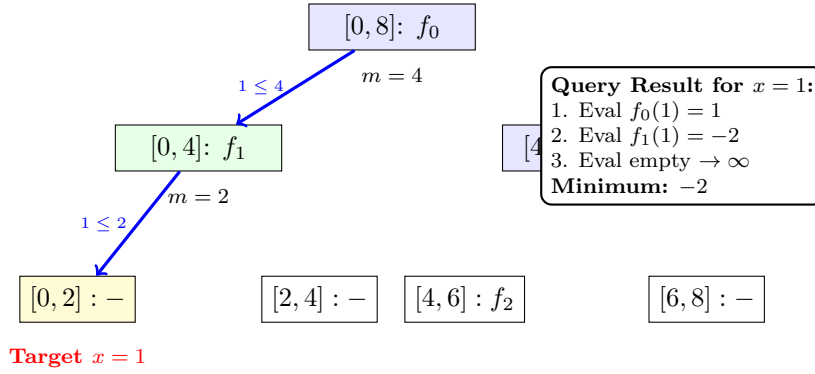 [0, 8]: f₀
1 ≤ 4
m = 4
[0, 4]: f₁
[4
Query Result for x = 1:
1. Eval f₀(1) = 1
2. Eval f₁(1) = −2
3. Eval empty → ∞
Minimum: −2
1 ≤ 2
m = 2
[0, 2] : −
[2, 4] : −
[4, 6] : f₂
[6, 8] : −
Target x = 1